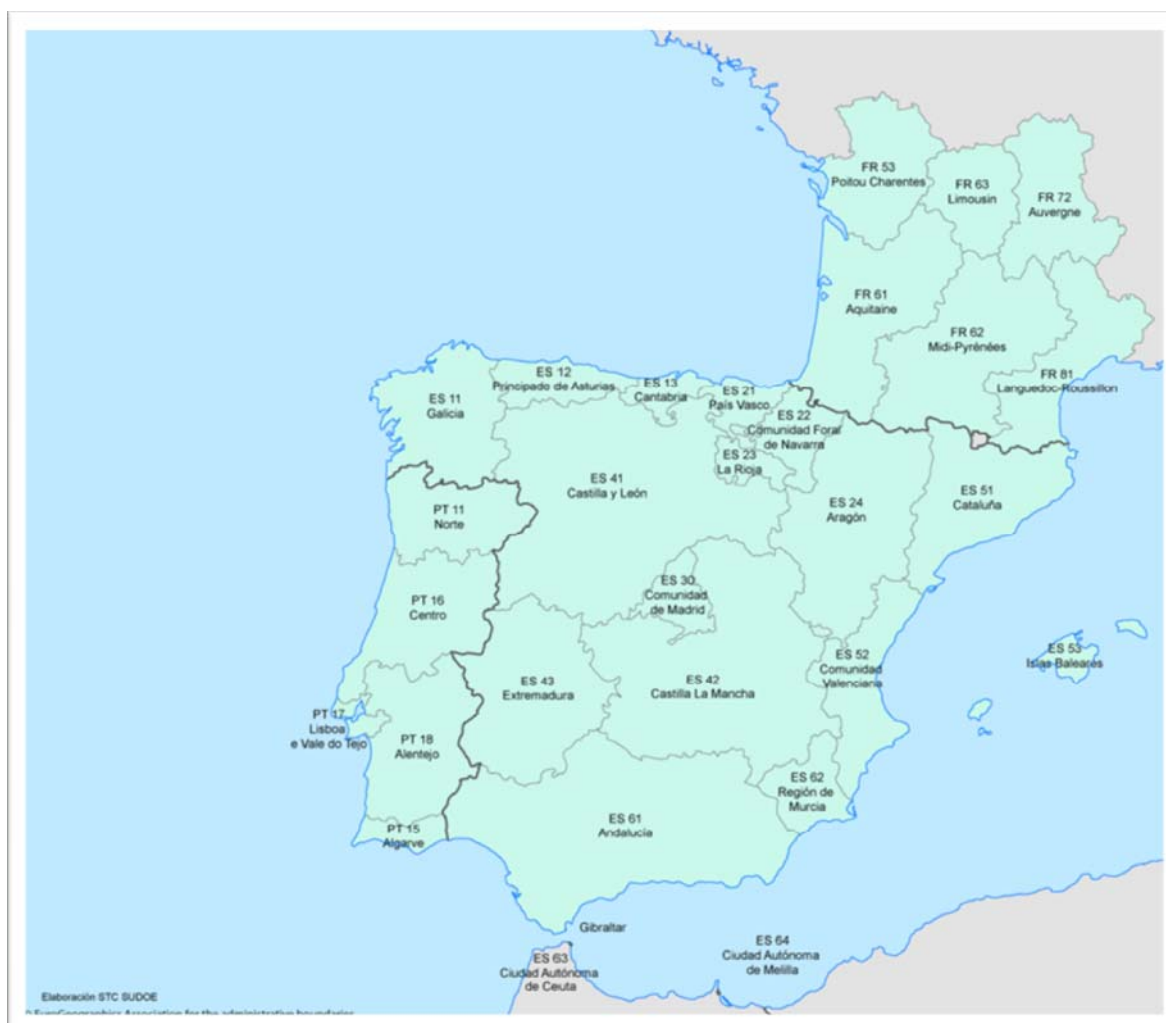 FR 53
Poitou Charentes
FR 63
Limousin
FR 72
Auvergne
FR 61
Aquitaine
FR 62
Midi-Pyrénées
FR 81
Languedoc-Roussillon
ES 11
Galicia
ES 12
Principado de Asturias
ES 13
Cantabria
ES 21
País Vasco
ES 22
Comunidad Foral
de Navarra
ES 23
La Rioja
ES 41
Castilla y León
ES 24
Aragón
ES 51
Cataluña
PT 11
Norte
PT 16
Centro
ES 30
Comunidad
de Madrid
ES 43
Extremadura
ES 42
Castilla La Mancha
ES 52
Comunidad
Valenciana
ES 53
Islas Baleares
PT 17
Lisboa
e Vale do Tejo
PT 18
Alentejo
PT 15
Algarve
ES 61
Andalucía
ES 62
Región de
Murcia
Gibraltar
ES 63
Ciudad Autónoma
de Ceuta
ES 64
Ciudad Autónoma
de Melilla
Elaboración STC SUDOE
© EuroGeographics Association for the administrative boundaries